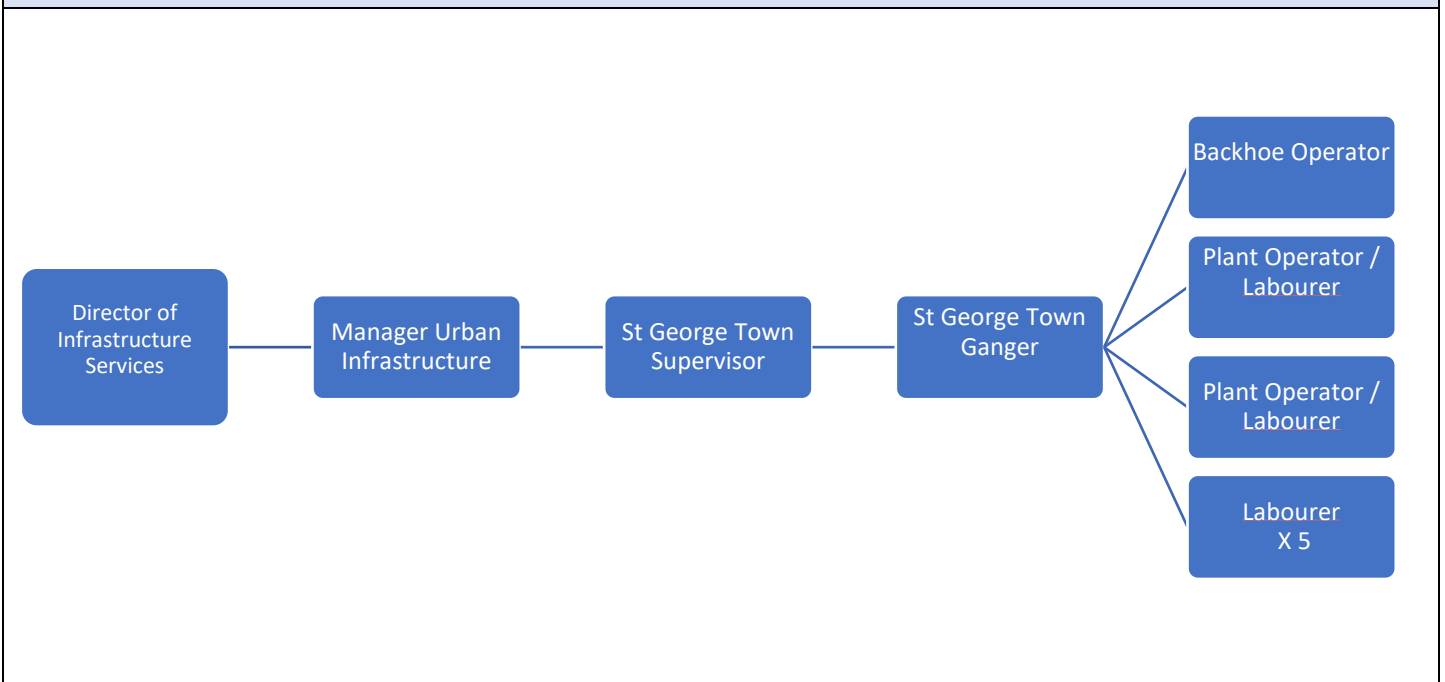 Director of
Infrastructure
Services
Manager Urban
Infrastructure
St George Town
Supervisor
St George Town
Ganger
Backhoe Operator
Plant Operator /
Labourer
Plant Operator /
Labourer
Labourer
X 5